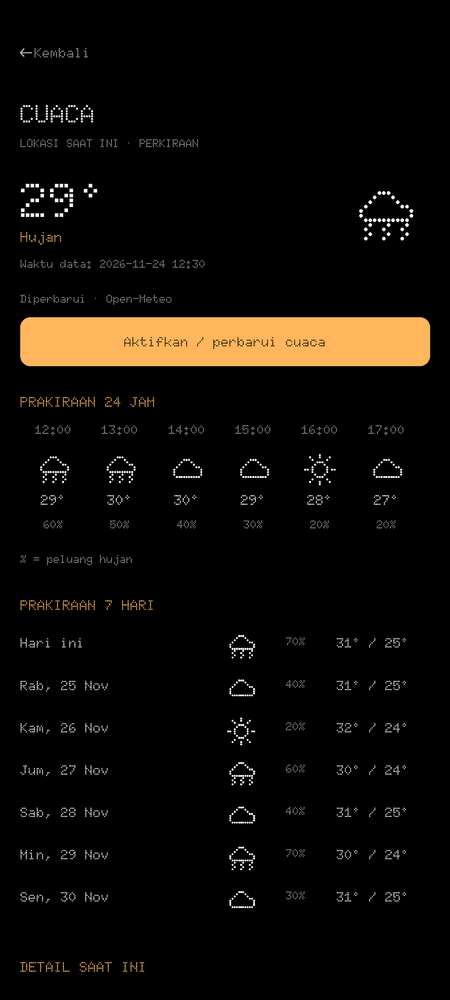 ←Kembali
CUACA
LOKASI SAAT INI · PERKIRAAN
29°
Hujan
Waktu data: 2026-11-24 12:30
Diperbarui · Open-Meteo
Aktifkan / perbarui cuaca
PRAKIRAAN 24 JAM
12:00 13:00 14:00 15:00 16:00 17:00
29° 30° 30° 29° 28° 27°
60% 50% 40% 30% 20% 20%
% = peluang hujan
PRAKIRAAN 7 HARI
Hari ini 70% 31° / 25°
Rab, 25 Nov 40% 31° / 25°
Kam, 26 Nov 20% 32° / 24°
Jum, 27 Nov 60% 30° / 24°
Sab, 28 Nov 40% 31° / 25°
Min, 29 Nov 70% 30° / 24°
Sen, 30 Nov 30% 31° / 25°
DETAIL SAAT INI